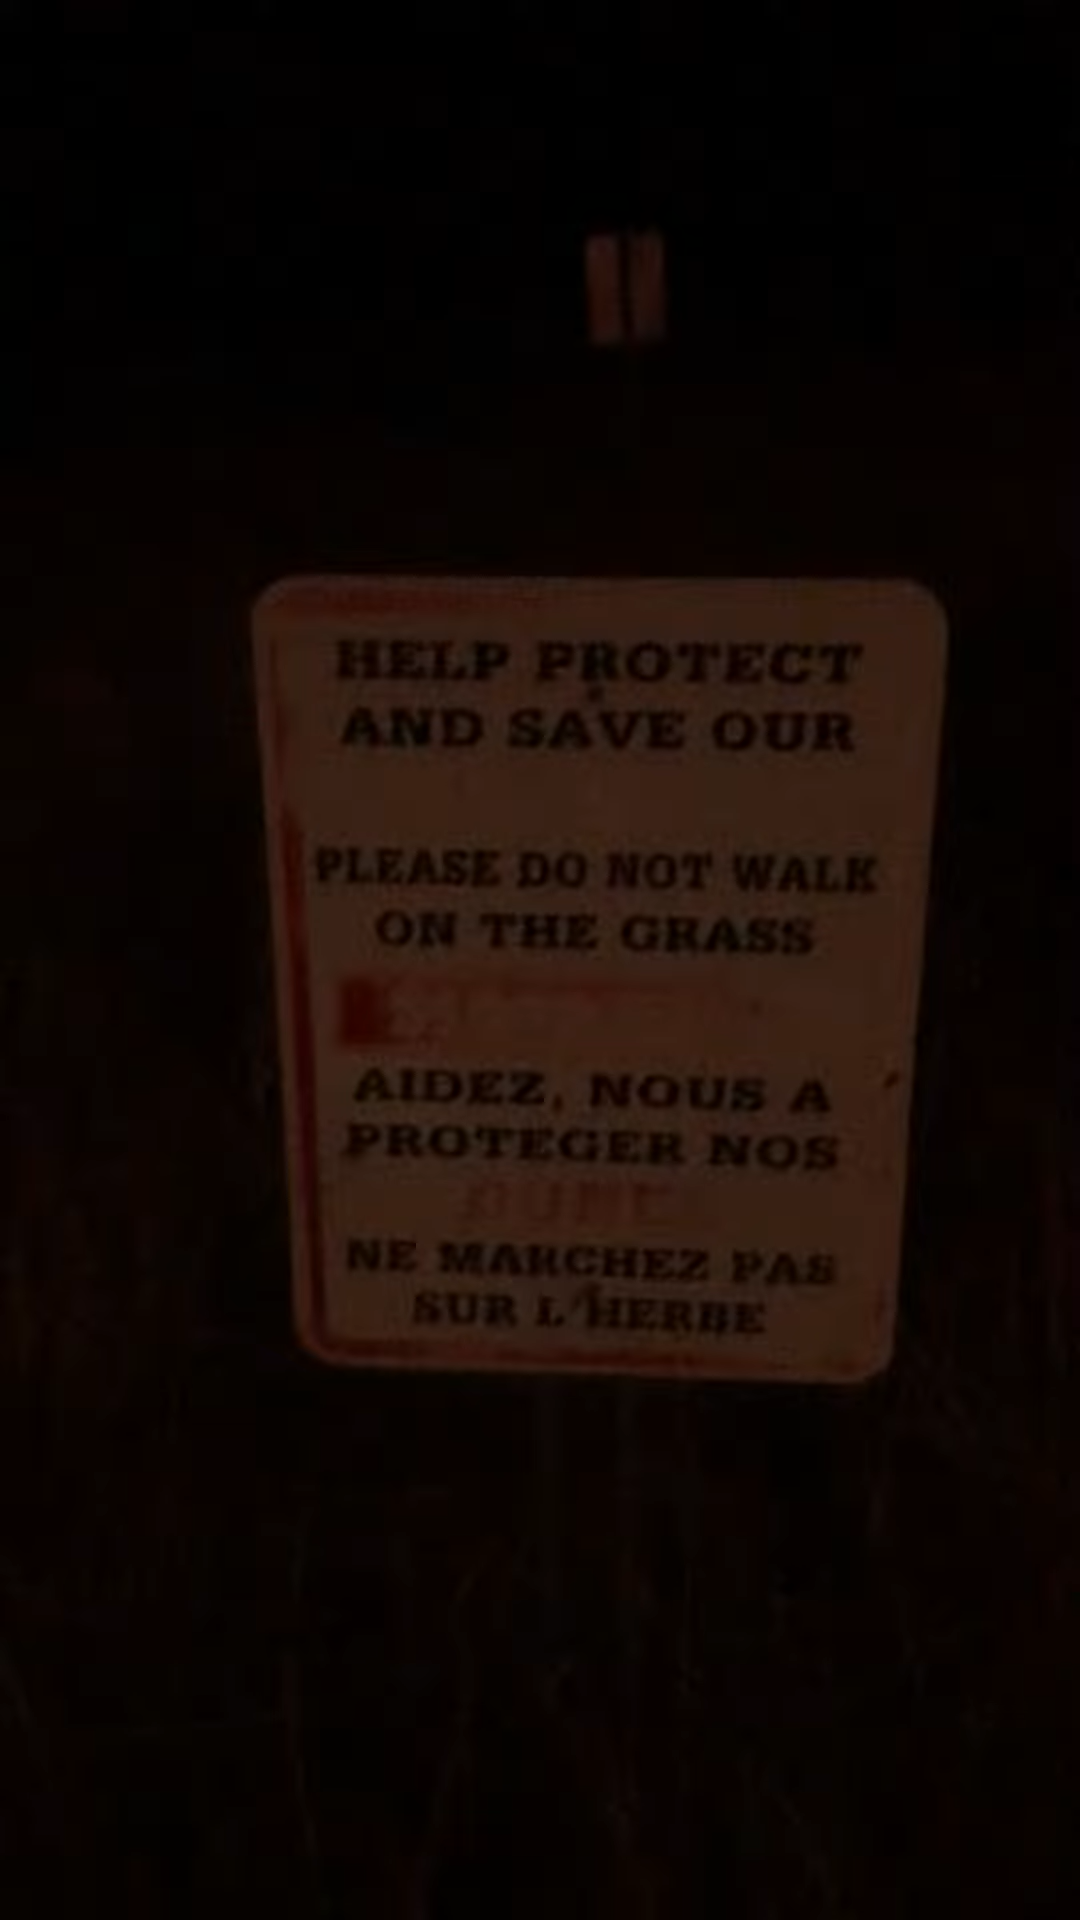 HELP PROTECT
AND SAVE OUR
PLEASE DO NOT WALK
ON THE GRASS
AIDEZ, NOUS A
PROTEGER NOS
NE MARCHEZ PAS
SUR L'HERBE